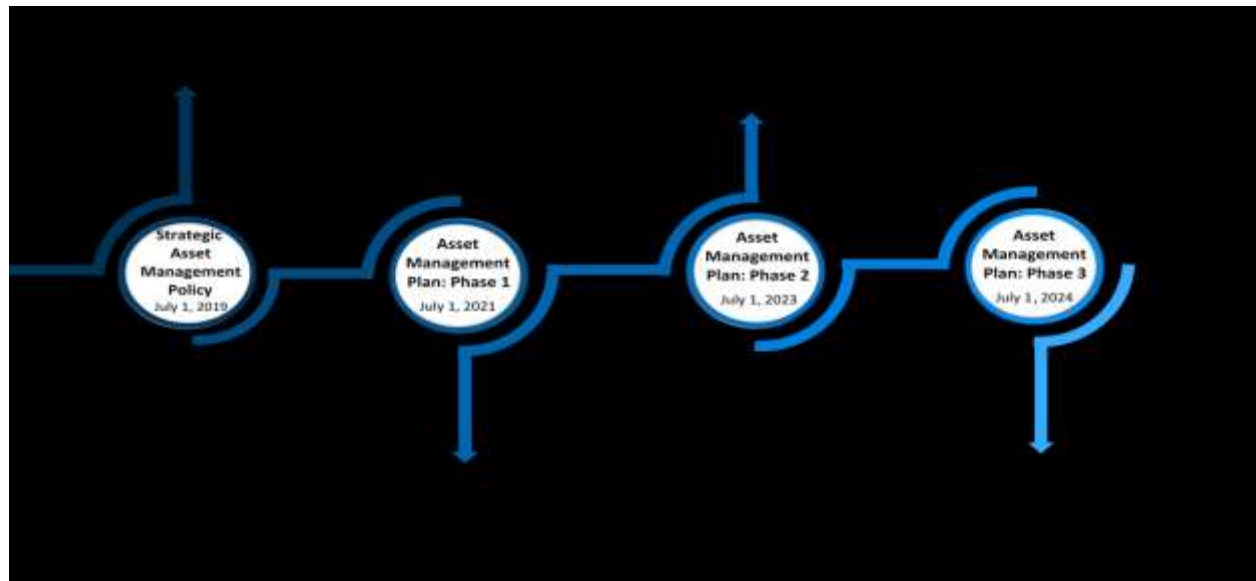 Strategic
Asset
Management
Policy
July 1, 2019
Asset
Management
Plan: Phase 1
July 1, 2021
Asset
Management
Plan: Phase 2
July 1, 2023
Asset
Management
Plan: Phase 3
July 1, 2024